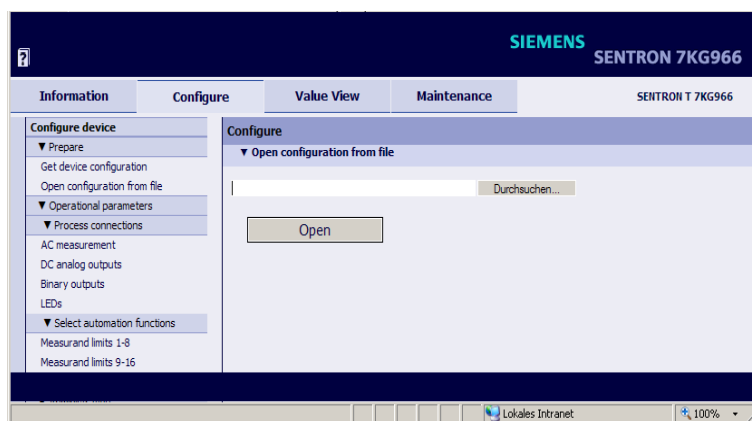 SIEMENS
?
SENTRON 7KG966
Information
Configure
Value View
Maintenance
SENTRON T 7KG966
Configure device
▼ Prepare
Get device configuration
Open configuration from file
▼ Operational parameters
▼ Process connections
AC measurement
DC analog outputs
Binary outputs
LEDs
▼ Select automation functions
Measurand limits 1-8
Measurand limits 9-16
Configure
▼ Open configuration from file
Durchsuchen...
Open
Lokales Intranet
100%